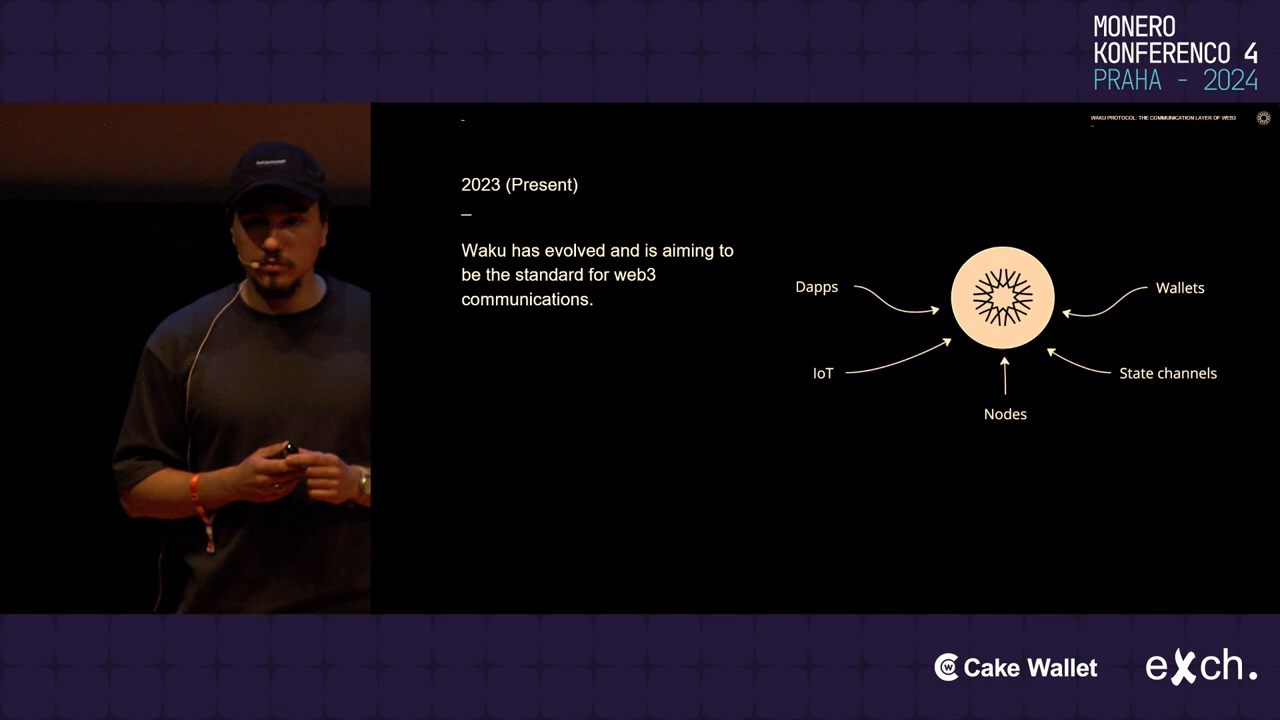 MONERO
KONFERENCO 4
PRAHA - 2024
WAKU PROTOCOL: THE COMMUNICATION LAYER OF WEB3
2023 (Present)
–
Waku has evolved and is aiming to
be the standard for web3
communications.
Dapps
Wallets
IoT
State channels
Nodes
Cake Wallet
eXch.